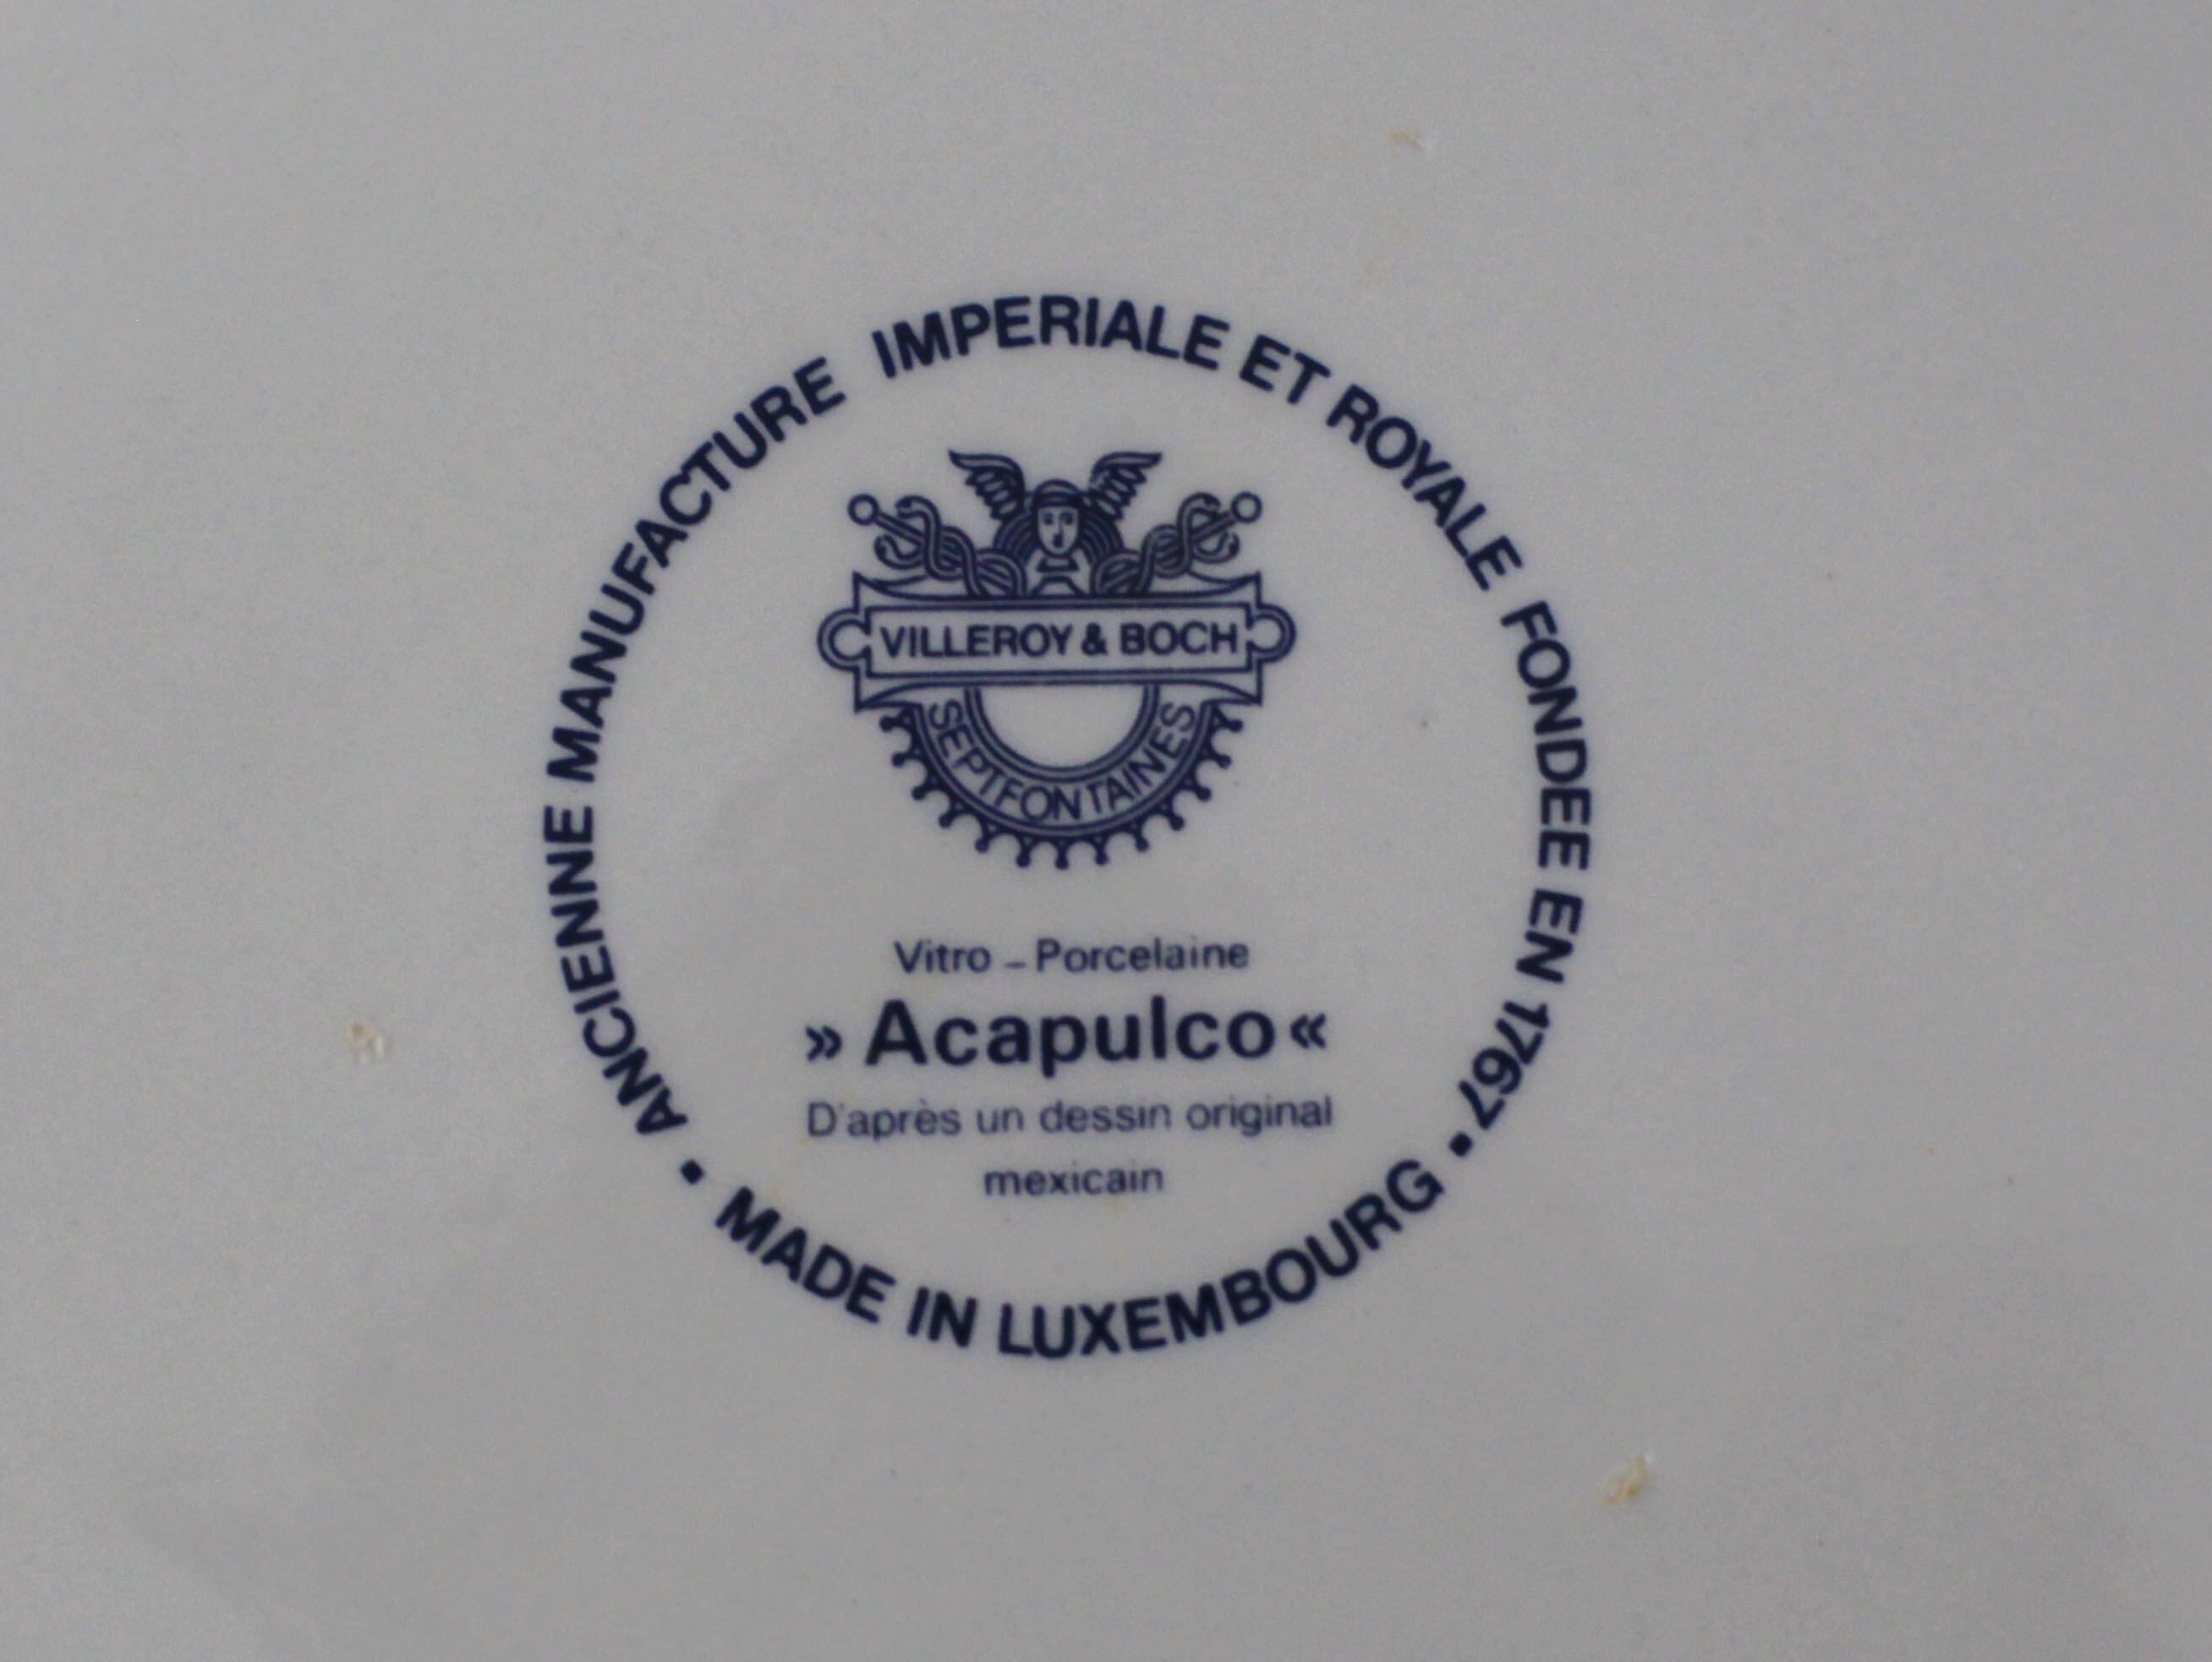 ANCIENNE MANUFACTURE IMPERIALE ET ROYALE FONDEE EN 1767 •
VILLEROY & BOCH
SEPTFONTAINES
Vitro – Porcelaine
» Acapulco «
D'après un dessin original
mexicain
• MADE IN LUXEMBOURG